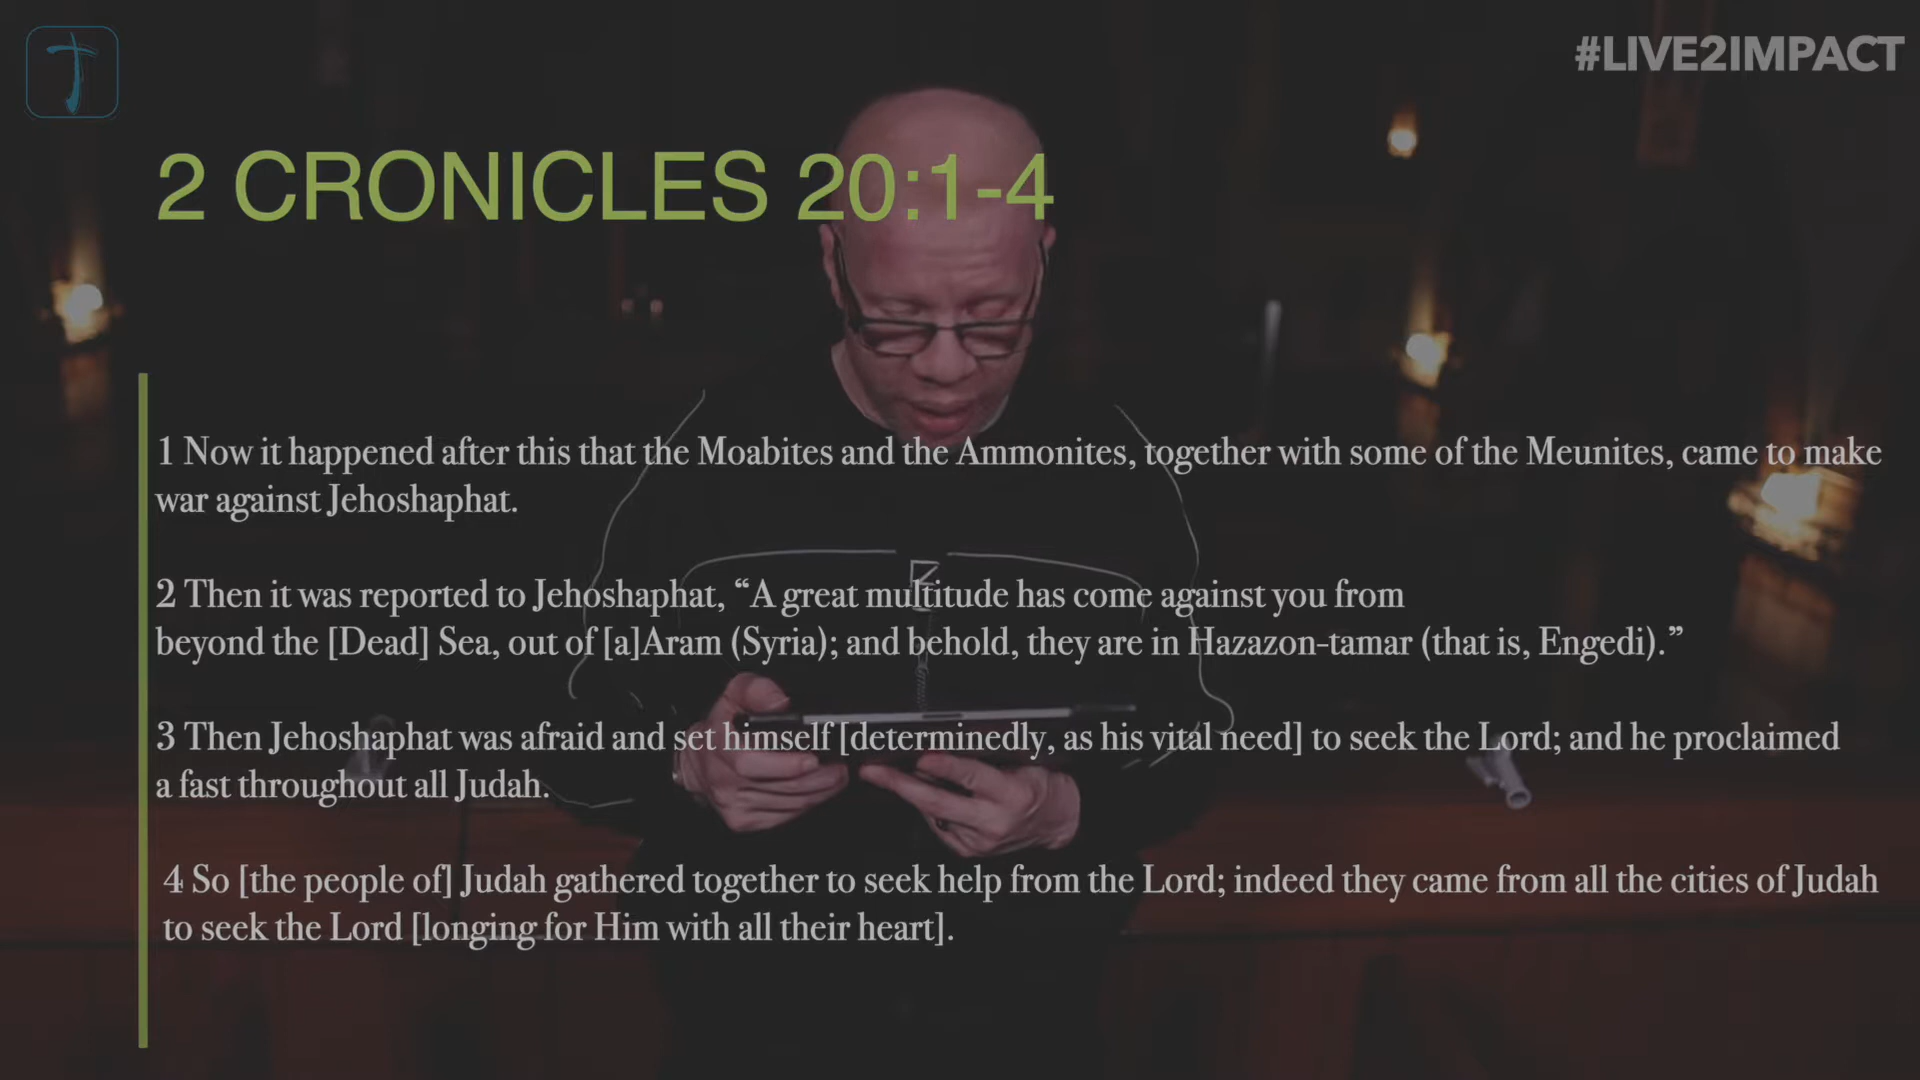 #LIVE2IMPACT
2 CRONICLES 20:1-4
1 Now it happened after this that the Moabites and the Ammonites, together with some of the Meunites, came to make
war against Jehoshaphat.
2 Then it was reported to Jehoshaphat, “A great multitude has come against you from
beyond the [Dead] Sea, out of [a]Aram (Syria); and behold, they are in Hazazon-tamar (that is, Engedi).”
3 Then Jehoshaphat was afraid and set himself [determinedly, as his vital need] to seek the Lord; and he proclaimed
a fast throughout all Judah.
4 So [the people of] Judah gathered together to seek help from the Lord; indeed they came from all the cities of Judah
to seek the Lord [longing for Him with all their heart].